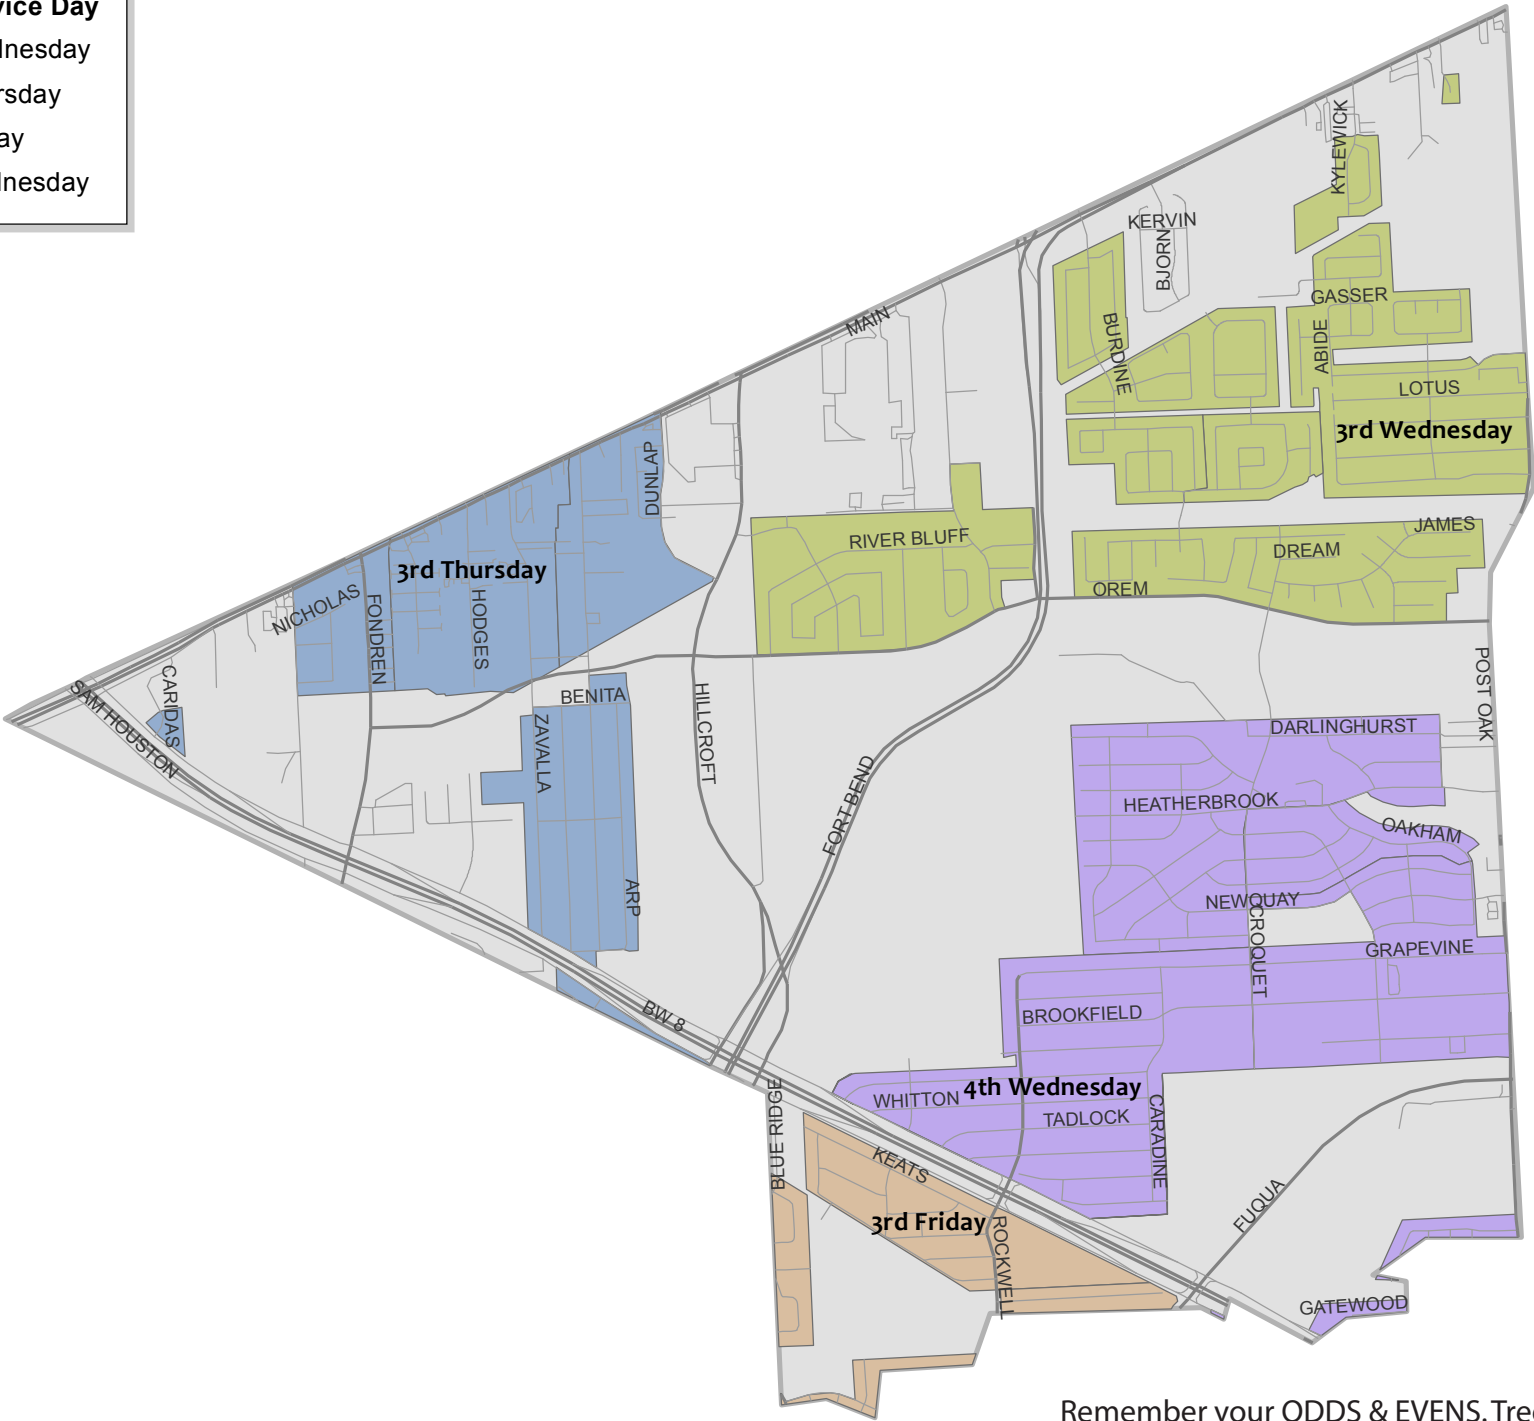 vice Day
dnesday
rsday
ay
dnesday
KYLEWICK
KERVIN
BJORN
GASSER
MAIN
BURDINE
ABIDE
LOTUS
3rd Wednesday
DUNLAP
JAMES
RIVER BLUFF
DREAM
3rd Thursday
OREM
NICHOLAS
FONDREN
HODGES
CARIDAS
SAM HOUSTON
BENITA
ZAVALLA
HILLCROFT
POST OAK
DARLINGHURST
FORT BEND
HEATHERBROOK
OAKHAM
ARP
NEWQUAY
CROQUET
GRAPEVINE
BW 8
BROOKFIELD
4th Wednesday
WHITTON
TADLOCK
CARADINE
BLUE RIDGE
KEATS
3rd Friday
ROCKWELL
FUQUA
GATEWOOD
Remember your ODDS & EVENS. Tree